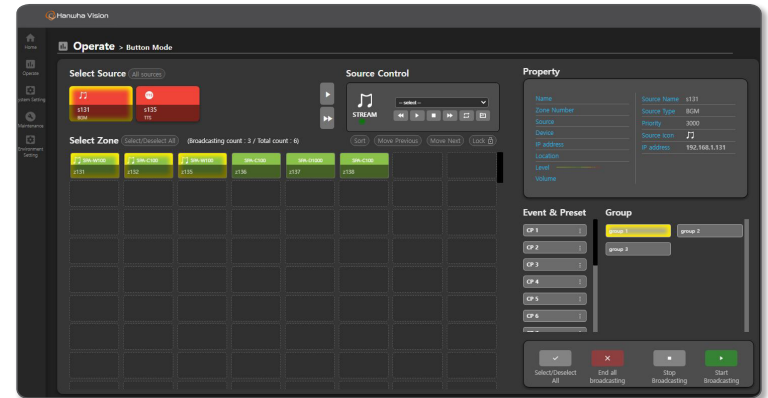 Hanwha Vision
Home
Operate
System Setting
Maintenance
Environment
Setting
Operate > Button Mode
Select Source
All sources
s131
BGM
s135
TTS
Source Control
STREAM
-- select --
Select Zone
Select/Deselect All
(Broadcasting count : 3 / Total count : 6)
Sort
Move Previous
Move Next
Lock
SPA-W100
z131
SPA-C100
z132
SPA-W100
z135
SPA-C100
z136
SPA-D1000
z137
SPA-C100
z138
Property
Name
Zone Number
Source
Device
IP address
Location
Level
Volume
Source Name s131
Source Type BGM
Priority 3000
Source Icon
IP address 192.168.1.131
Event & Preset
CP 1
CP 2
CP 3
CP 4
CP 5
CP 6
Group
group 1
group 2
group 3
Select/Deselect
All
End all
broadcasting
Stop
Broadcasting
Start
Broadcasting